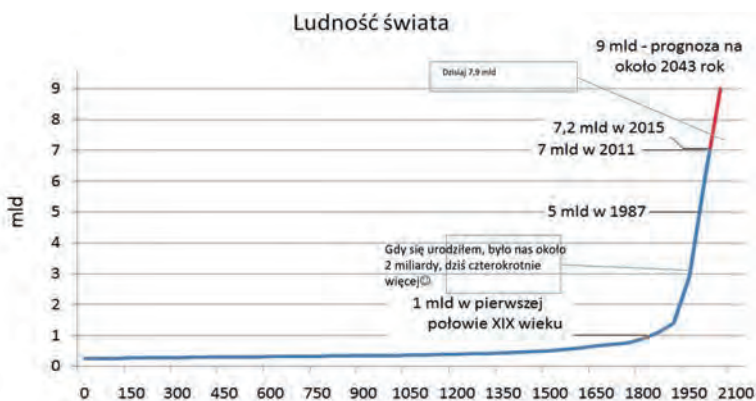 Ludność świata
9 mld - prognoza na
około 2043 rok
Dzisiaj 7,9 mld
7,2 mld w 2015
7 mld w 2011
5 mld w 1987
Gdy się urodziłem, było nas około
2 miliardy, dziś czterokrotnie
więcej☺
1 mld w pierwszej
połowie XIX wieku
mld
9
8
7
6
5
4
3
2
1
0
0 150 300 450 600 750 900 1050 1200 1350 1500 1650 1800 1950 2100